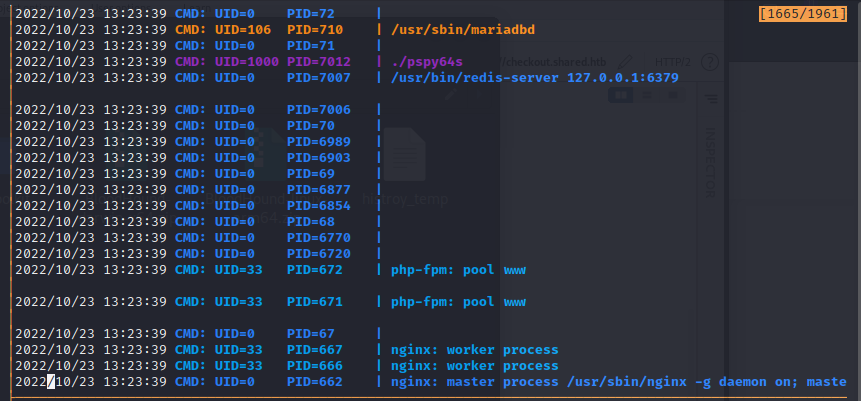 2022/10/23 13:23:39 CMD: UID=0    PID=72     | [1665/1961]
2022/10/23 13:23:39 CMD: UID=106  PID=710    | /usr/sbin/mariadbd
2022/10/23 13:23:39 CMD: UID=0    PID=71     |
2022/10/23 13:23:39 CMD: UID=1000 PID=7012   | ./pspy64s
2022/10/23 13:23:39 CMD: UID=0    PID=7007   | /usr/bin/redis-server 127.0.0.1:6379
2022/10/23 13:23:39 CMD: UID=0    PID=7006   |
2022/10/23 13:23:39 CMD: UID=0    PID=70     |
2022/10/23 13:23:39 CMD: UID=0    PID=6989   |
2022/10/23 13:23:39 CMD: UID=0    PID=6903   |
2022/10/23 13:23:39 CMD: UID=0    PID=69     |
2022/10/23 13:23:39 CMD: UID=0    PID=6877   |
2022/10/23 13:23:39 CMD: UID=0    PID=6854   |
2022/10/23 13:23:39 CMD: UID=0    PID=68     |
2022/10/23 13:23:39 CMD: UID=0    PID=6770   |
2022/10/23 13:23:39 CMD: UID=0    PID=6720   |
2022/10/23 13:23:39 CMD: UID=33   PID=672    | php-fpm: pool www
2022/10/23 13:23:39 CMD: UID=33   PID=671    | php-fpm: pool www
2022/10/23 13:23:39 CMD: UID=0    PID=67     |
2022/10/23 13:23:39 CMD: UID=33   PID=667    | nginx: worker process
2022/10/23 13:23:39 CMD: UID=33   PID=666    | nginx: worker process
2022/10/23 13:23:39 CMD: UID=0    PID=662    | nginx: master process /usr/sbin/nginx -g daemon on; maste
/checkout.shared.htb
HTTP/2
INSPECTOR